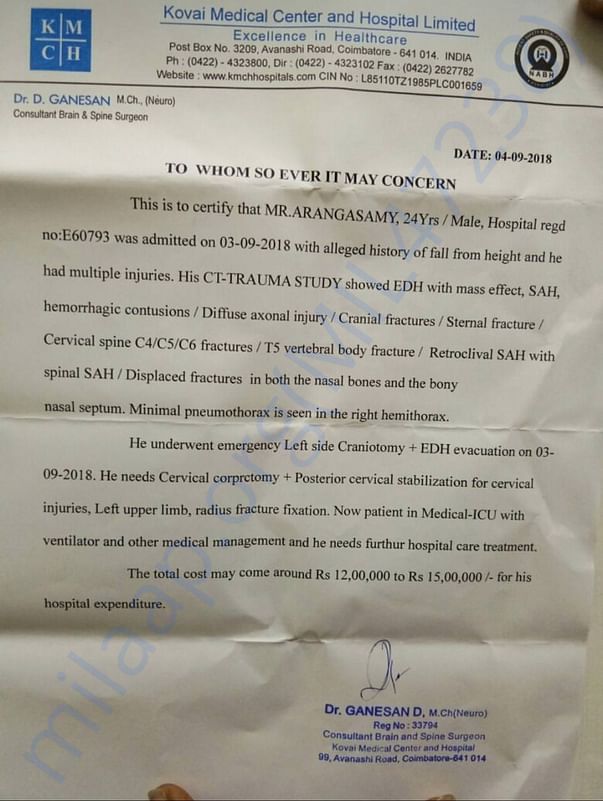 K M
C H
Kovai Medical Center and Hospital Limited
Excellence in Healthcare
Post Box No. 3209, Avanashi Road, Coimbatore - 641 014. INDIA
Ph : (0422) - 4323800, Dir : (0422) - 4323102 Fax : (0422) 2627782
Website : www.kmchhospitals.com CIN No : L85110TZ1985PLC001659
NABH
Dr. D. GANESAN M.Ch., (Neuro)
Consultant Brain & Spine Surgeon
DATE: 04-09-2018
TO WHOM SO EVER IT MAY CONCERN
This is to certify that MR.ARANGASAMY, 24Yrs / Male, Hospital regd
no:E60793 was admitted on 03-09-2018 with alleged history of fall from height and he
had multiple injuries. His CT-TRAUMA STUDY showed EDH with mass effect, SAH,
hemorrhagic contusions / Diffuse axonal injury / Cranial fractures / Sternal fracture /
Cervical spine C4/C5/C6 fractures / T5 vertebral body fracture / Retroclival SAH with
spinal SAH / Displaced fractures in both the nasal bones and the bony
nasal septum. Minimal pneumothorax is seen in the right hemithorax.
He underwent emergency Left side Craniotomy + EDH evacuation on 03-
09-2018. He needs Cervical corprctomy + Posterior cervical stabilization for cervical
injuries, Left upper limb, radius fracture fixation. Now patient in Medical-ICU with
ventilator and other medical management and he needs furthur hospital care treatment.
The total cost may come around Rs 12,00,000 to Rs 15,00,000 /- for his
hospital expenditure.
Dr. GANESAN D, M.Ch(Neuro)
Reg No : 33794
Consultant Brain and Spine Surgeon
Kovai Medical Center and Hospital
99, Avanashi Road, Coimbatore-641 014